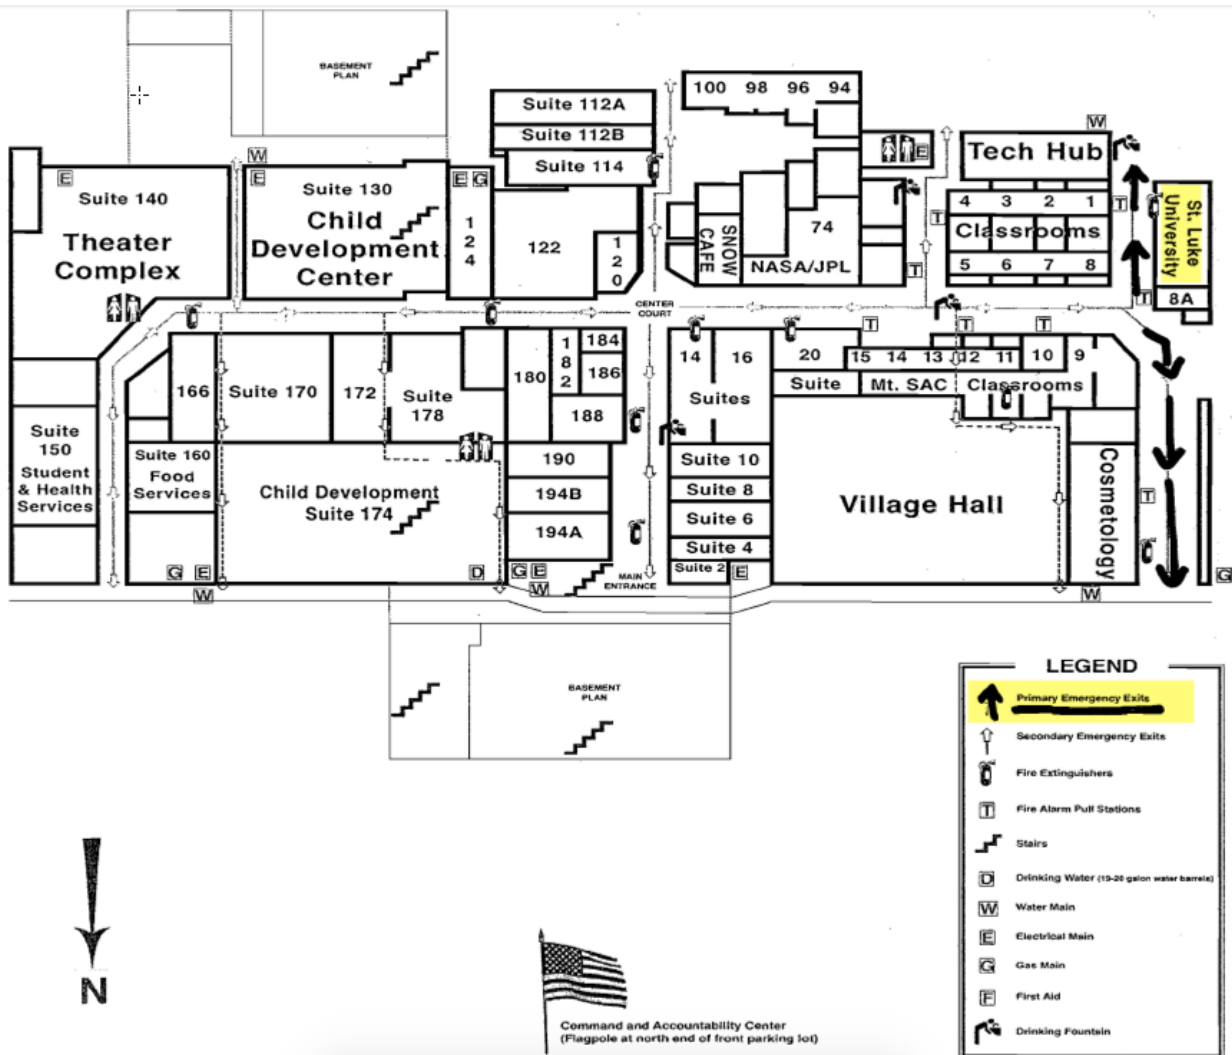 BASEMENT
PLAN
100 98 96 94
Suite 112A
Suite 112B
Suite 114
W
E
Tech Hub
W
E
Suite 140
Theater
Complex
E
Suite 130
Child
Development
Center
E G
1
2
4
122
1
2
0
SNOW
CAFE
74
NASA/JPL
T
T
4 3 2 1
Classrooms
5 6 7 8
T
St. Luke
University
T
8A
CENTER
COURT
166
Suite 170
172
Suite
178
180
1
8
2
184
186
188
14
16
Suites
20
Suite
T
T
T
15 14 13 12 11 10 9
Mt. SAC Classrooms
Suite
150
Student
& Health
Services
Suite 160
Food
Services
Child Development
Suite 174
190
194B
194A
Suite 10
Suite 8
Suite 6
Suite 4
Suite 2
Village Hall
Cosmetology
T
G E
W
D
G E
W
MAIN
ENTRANCE
E
W
G
BASEMENT
PLAN
LEGEND
Primary Emergency Exits
Secondary Emergency Exits
Fire Extinguishers
T Fire Alarm Pull Stations
Stairs
D Drinking Water (15-20 galon water barrels)
W Water Main
E Electrical Main
G Gas Main
F First Aid
Drinking Fountain
N
Command and Accountability Center
(Flagpole at north end of front parking lot)